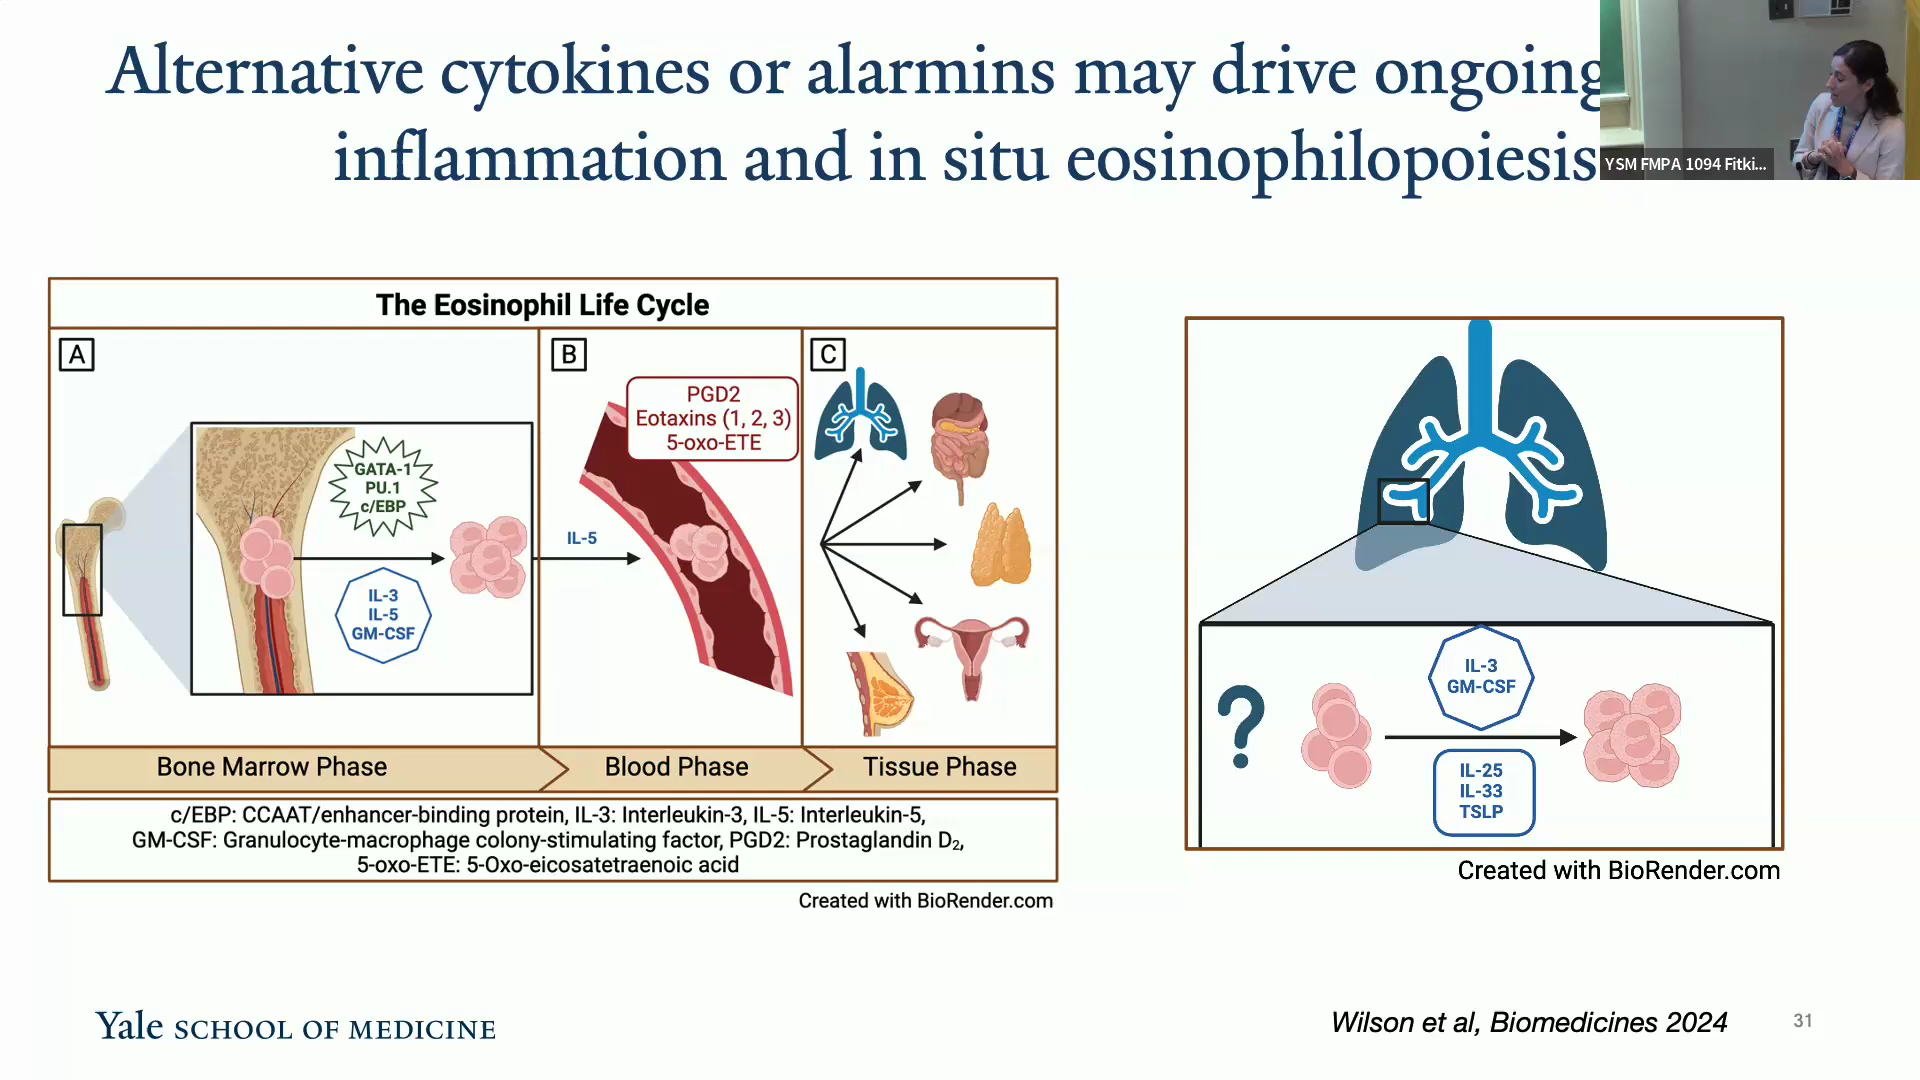 Alternative cytokines or alarmins may drive ongoing
inflammation and in situ eosinophilopoiesis
YSM FMPA 1094 Fitki...
The Eosinophil Life Cycle
A
GATA-1
PU.1
c/EBP
IL-3
IL-5
GM-CSF
IL-5
B
PGD2
Eotaxins (1, 2, 3)
5-oxo-ETE
C
Bone Marrow Phase
Blood Phase
Tissue Phase
c/EBP: CCAAT/enhancer-binding protein, IL-3: Interleukin-3, IL-5: Interleukin-5,
GM-CSF: Granulocyte-macrophage colony-stimulating factor, PGD2: Prostaglandin D₂,
5-oxo-ETE: 5-Oxo-eicosatetraenoic acid
Created with BioRender.com
?
IL-3
GM-CSF
IL-25
IL-33
TSLP
Created with BioRender.com
Yale SCHOOL OF MEDICINE
Wilson et al, Biomedicines 2024
31